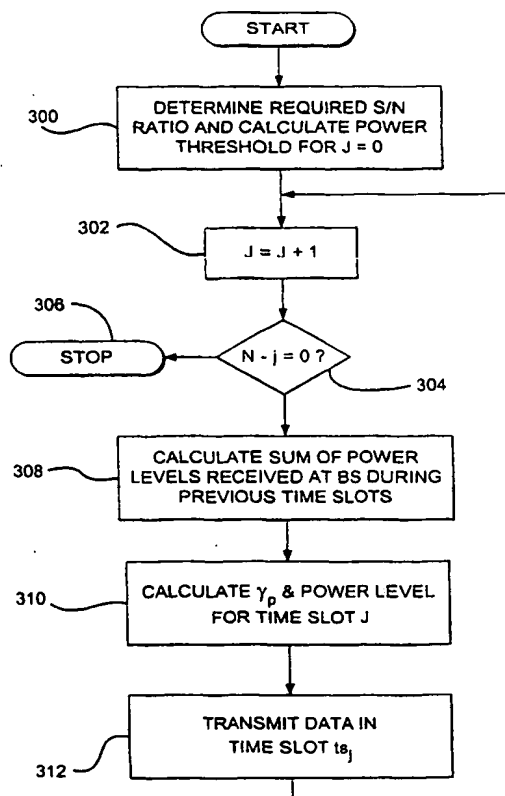 START
300
DETERMINE REQUIRED S/N
RATIO AND CALCULATE POWER
THRESHOLD FOR J = 0
302
J = J + 1
306
STOP
N - j = 0 ?
304
308
CALCULATE SUM OF POWER
LEVELS RECEIVED AT BS DURING
PREVIOUS TIME SLOTS
310
CALCULATE γp & POWER LEVEL
FOR TIME SLOT J
312
TRANSMIT DATA IN
TIME SLOT tsj